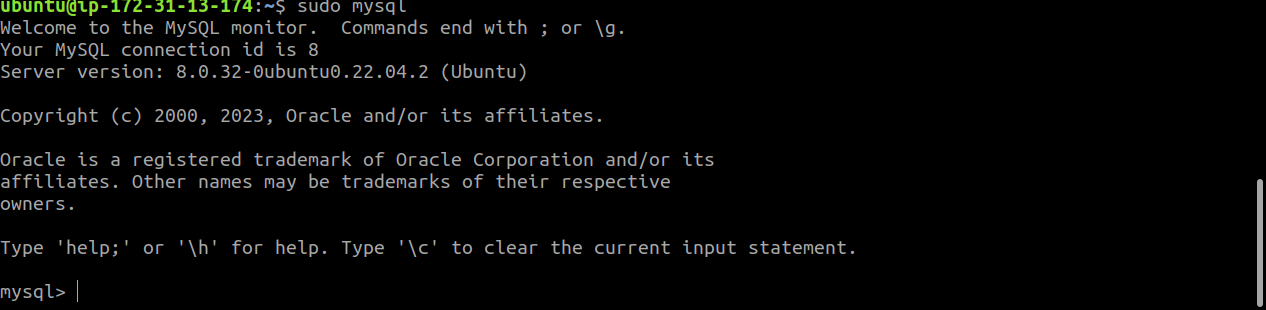 ubuntu@ip-172-31-13-174:~$ sudo mysql
Welcome to the MySQL monitor.  Commands end with ; or \g.
Your MySQL connection id is 8
Server version: 8.0.32-0ubuntu0.22.04.2 (Ubuntu)
Copyright (c) 2000, 2023, Oracle and/or its affiliates.
Oracle is a registered trademark of Oracle Corporation and/or its
affiliates. Other names may be trademarks of their respective
owners.
Type 'help;' or '\h' for help. Type '\c' to clear the current input statement.
mysql>